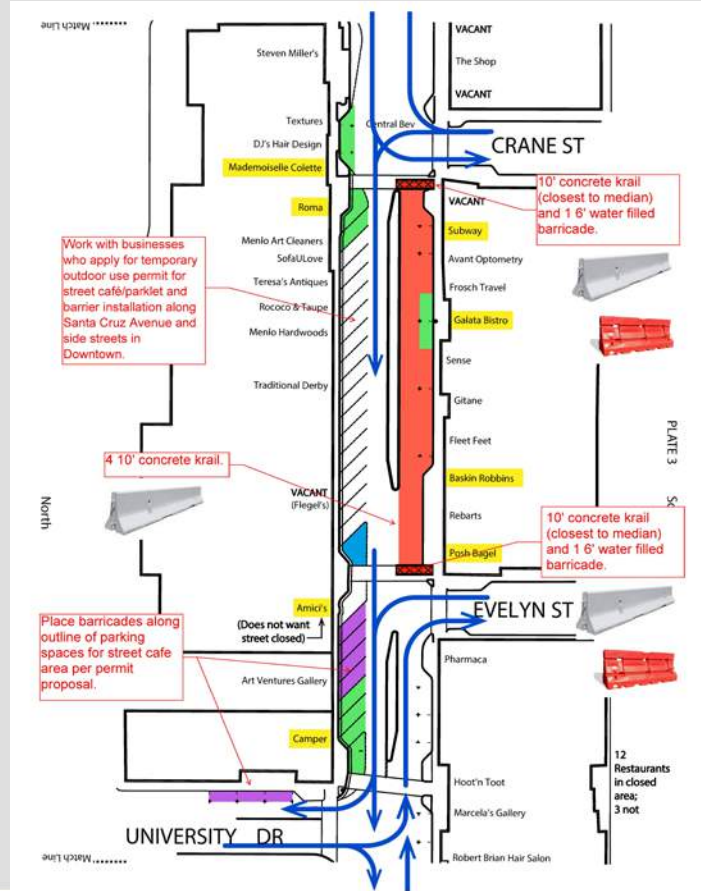 Match Line
VACANT
The Shop
VACANT
Steven Miller's
Textures
Central Bev
DJ's Hair Design
CRANE ST
Mademoiselle Colette
10' concrete krail
(closest to median)
and 1 6' water filled
barricade.
Roma
VACANT
Subway
Work with businesses
who apply for temporary
outdoor use permit for
street café/parklet and
barrier installation along
Santa Cruz Avenue and
side streets in
Downtown.
Menlo Art Cleaners
SofaULove
Avant Optometry
Teresa's Antiques
Frosch Travel
Rococo & Taupe
Galata Bistro
Menlo Hardwoods
Sense
Traditional Derby
Gitane
PLATE 3
Fleet Feet
4 10' concrete krail.
Baskin Robbins
VACANT
(Flegel's)
North
So
Rebarts
10' concrete krail
(closest to median)
and 1 6' water filled
barricade.
Posh Bagel
Amici's
(Does not want
street closed)
EVELYN ST
Place barricades along
outline of parking
spaces for street cafe
area per permit
proposal.
Pharmaca
Art Ventures Gallery
Camper
12
Restaurants
in closed
area;
3 not
Hoot'n Toot
Marcela's Gallery
UNIVERSITY DR
Match Line
Robert Brian Hair Salon